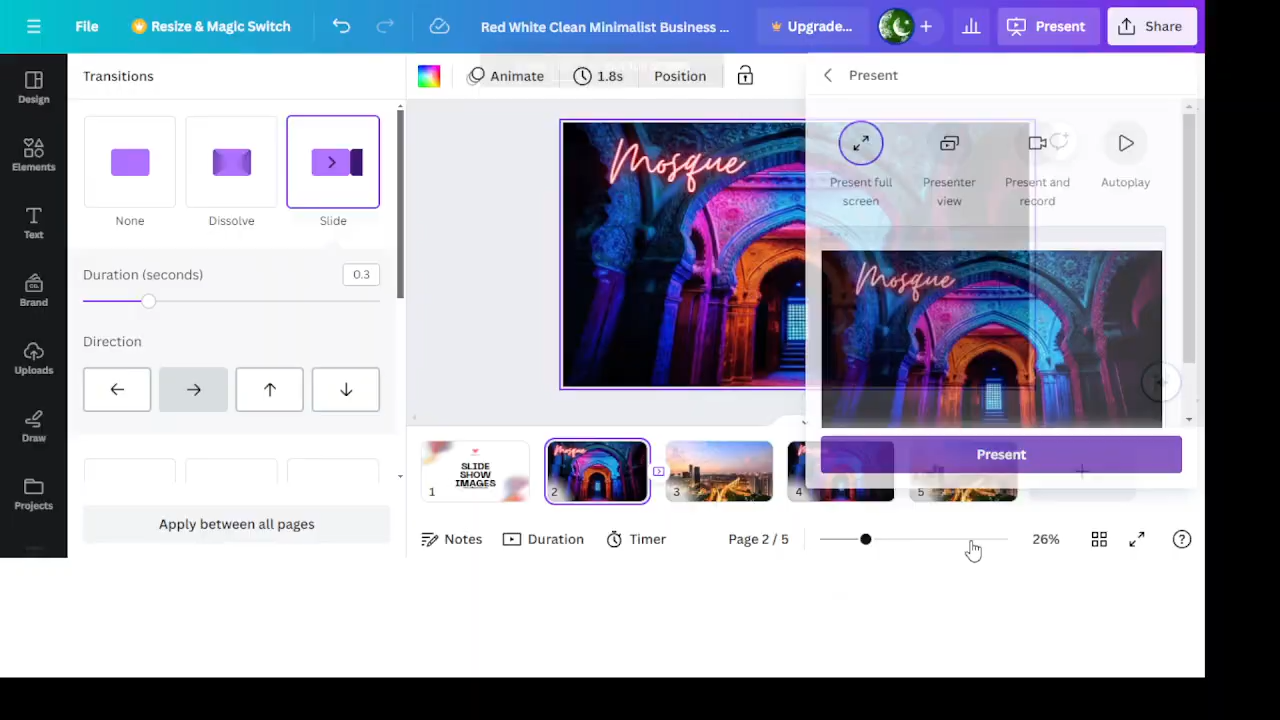 File
Resize & Magic Switch
Red White Clean Minimalist Business ...
Upgrade...
Present
Share
Design
Elements
Text
Brand
Uploads
Draw
Projects
Transitions
None
Dissolve
Slide
Duration (seconds)
0.3
Direction
Apply between all pages
Animate
1.8s
Position
Mosque
Present
Present full
screen
Presenter
view
Present and
record
Autoplay
Mosque
Present
SLIDE
SHOW
IMAGES
1
2
3
4
5
Notes
Duration
Timer
Page 2 / 5
26%